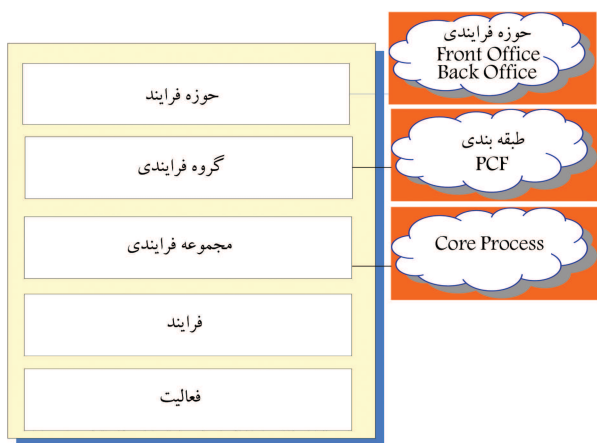 حوزه فرایندی
Front Office
Back Office
حوزه فرایند
طبقه بندی
PCF
گروه فرایندی
Core Process
مجموعه فرایندی
فرایند
فعالیت